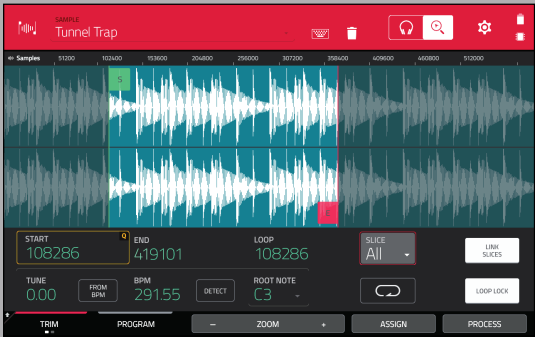 SAMPLE
Tunnel Trap
Samples 51200 102400 153600 204800 256000 307200 358400 409600 460800 512000
S
E
START Q END LOOP SLICE
108286 419101 108286 All
LINK SLICES
TUNE BPM ROOT NOTE
0.00 FROM BPM 291.55 DETECT C3
LOOP LOCK
TRIM PROGRAM − ZOOM + ASSIGN PROCESS